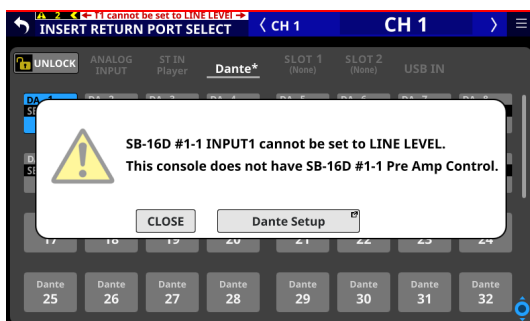 2 ← T1 cannot be set to LINE LEVEL →
INSERT RETURN PORT SELECT
CH 1
CH 1
UNLOCK
ANALOG INPUT
ST IN Player
Dante*
SLOT 1 (None)
SLOT 2 (None)
USB IN
SB-16D #1-1 INPUT1 cannot be set to LINE LEVEL.
This console does not have SB-16D #1-1 Pre Amp Control.
CLOSE
Dante Setup
17 18 19 20 21 22 23 24
Dante Dante Dante Dante Dante Dante Dante Dante
25 26 27 28 29 30 31 32